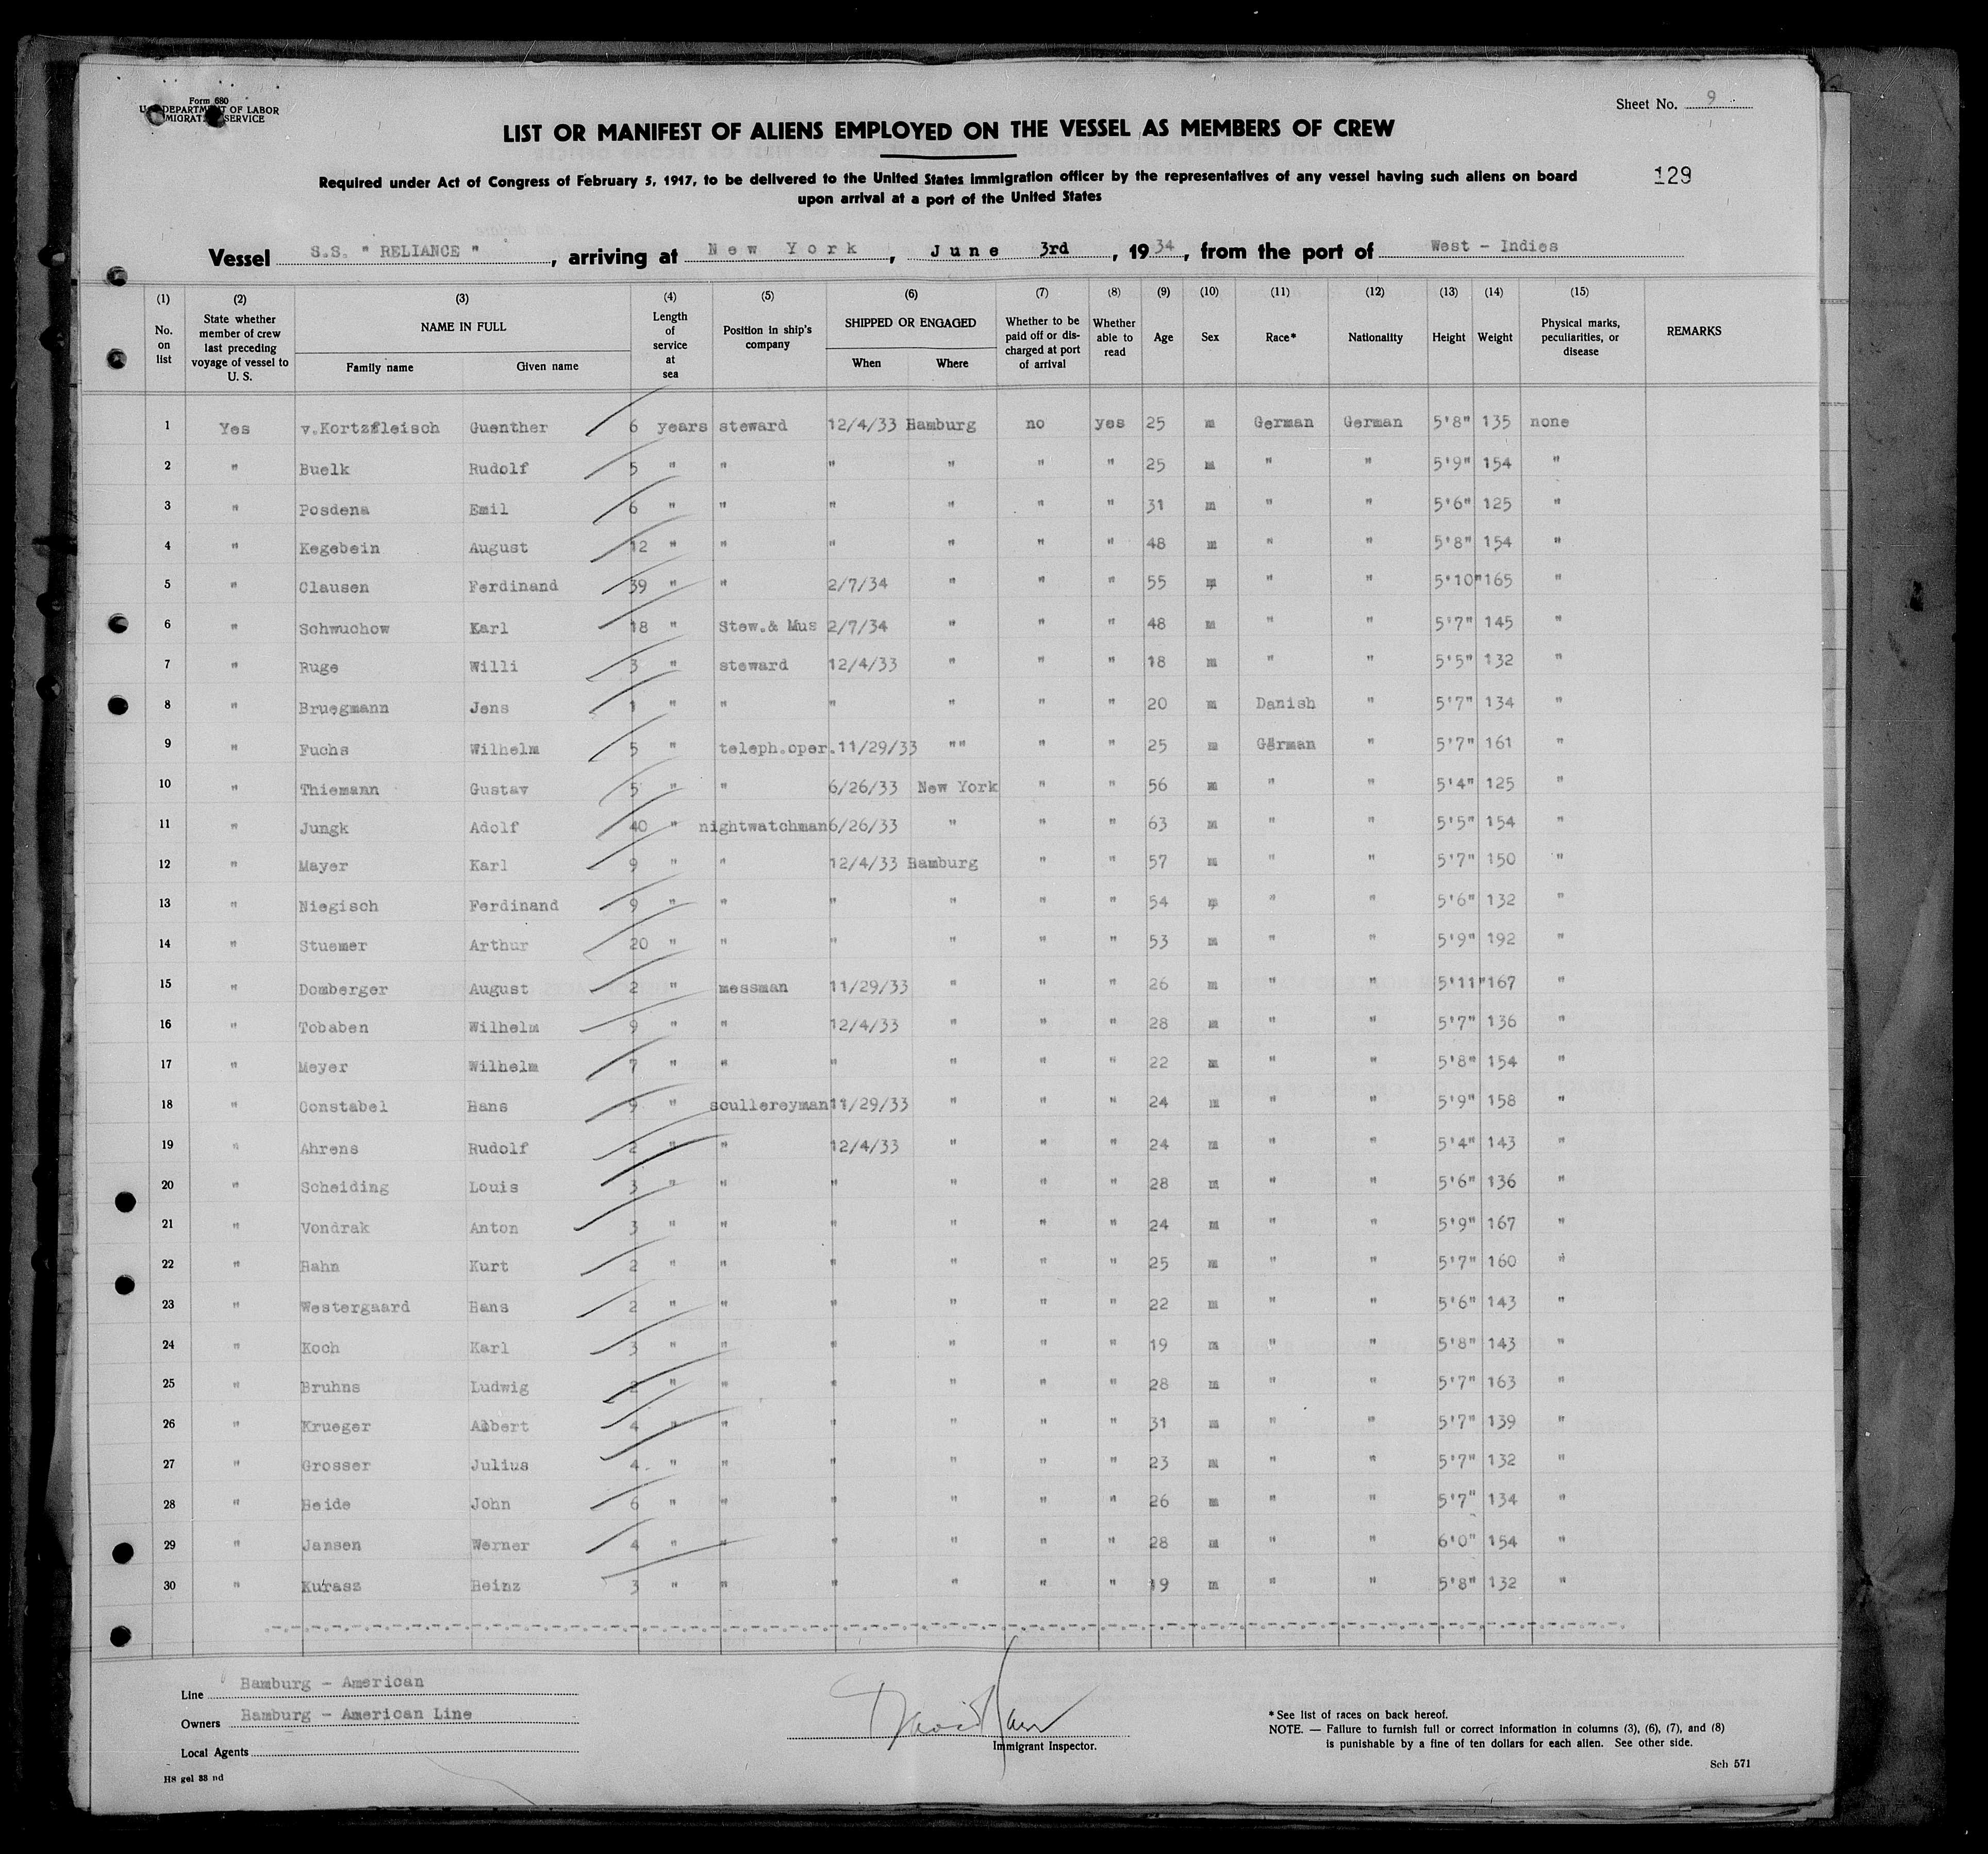 Form 680
U. S. DEPARTMENT OF LABOR
IMMIGRATION SERVICE
Sheet No. 9
LIST OR MANIFEST OF ALIENS EMPLOYED ON THE VESSEL AS MEMBERS OF CREW
129
Required under Act of Congress of February 5, 1917, to be delivered to the United States immigration officer by the representatives of any vessel having such aliens on board
upon arrival at a port of the United States
Vessel S.S. " RELIANCE " , arriving at New York , June 3rd , 1934, from the port of West - Indies
(1) (2) (3) (4) (5) (6) (7) (8) (9) (10) (11) (12) (13) (14) (15)
No. on list State whether member of crew last preceding voyage of vessel to U. S. NAME IN FULL Family name Given name Length of service at sea Position in ship's company SHIPPED OR ENGAGED When Where Whether to be paid off or discharged at port of arrival Whether able to read Age Sex Race* Nationality Height Weight Physical marks, peculiarities, or disease REMARKS
1 Yes v.Kortzfleisch Guenther 6 years steward 12/4/33 Hamburg no yes 25 m German German 5'8" 135 none
2 " Buelk Rudolf 5 " " " " " " 25 m " " 5'9" 154 "
3 " Posdena Emil 6 " " " " " " 31 m " " 5'6" 125 "
4 " Kegebein August 12 " " " " " " 48 m " " 5'8" 154 "
5 " Clausen Ferdinand 39 " " 2/7/34 " " " 55 m " " 5'10" 165 "
6 " Schwuchow Karl 18 " Stew.& Mus 2/7/34 " " " 48 m " " 5'7" 145 "
7 " Ruge Willi 3 " steward 12/4/33 " " " 18 m " " 5'5" 132 "
8 " Bruegmann Jens 1 " " " " " " 20 m Danish " 5'7" 134 "
9 " Fuchs Wilhelm 5 " teleph.oper. 11/29/33 "" " " 25 m German " 5'7" 161 "
10 " Thiemann Gustav 5 " " 6/26/33 New York " " 56 m " " 5'4" 125 "
11 " Jungk Adolf 40 " nightwatchman 6/26/33 " " " 63 m " " 5'5" 154 "
12 " Mayer Karl 9 " " 12/4/33 Hamburg " " 57 m " " 5'7" 150 "
13 " Niegisch Ferdinand 9 " " " " " " 54 m " " 5'6" 132 "
14 " Stuemer Arthur 20 " " " " " " 53 m " " 5'9" 192 "
15 " Domberger August 2 " messman 11/29/33 " " " 26 m " " 5'11" 167 "
16 " Tobaben Wilhelm 9 " " 12/4/33 " " " 28 m " " 5'7" 136 "
17 " Meyer Wilhelm 7 " " " " " " 22 m " " 5'8" 154 "
18 " Constabel Hans 9 " scullereyman 11/29/33 " " " 24 m " " 5'9" 158 "
19 " Ahrens Rudolf 2 " " 12/4/33 " " " 24 m " " 5'4" 143 "
20 " Scheiding Louis 3 " " " " " " 28 m " " 5'6" 136 "
21 " Vondrak Anton 3 " " " " " " 24 m " " 5'9" 167 "
22 " Hahn Kurt 2 " " " " " " 25 m " " 5'7" 160 "
23 " Westergaard Hans 2 " " " " " " 22 m " " 5'6" 143 "
24 " Koch Karl 3 " " " " " " 19 m " " 5'8" 143 "
25 " Bruhns Ludwig 2 " " " " " " 28 m " " 5'7" 163 "
26 " Krueger Albert 4 " " " " " " 31 m " " 5'7" 139 "
27 " Grosser Julius 4 " " " " " " 23 m " " 5'7" 132 "
28 " Heide John 6 " " " " " " 26 m " " 5'7" 134 "
29 " Jansen Werner 4 " " " " " " 28 m " " 6'0" 154 "
30 " Kurasz Heinz 3 " " " " " " 19 m " " 5'8" 132 "
Line Hamburg - American
Owners Hamburg - American Line
Local Agents
Immigrant Inspector.
* See list of races on back hereof.
NOTE. — Failure to furnish full or correct information in columns (3), (6), (7), and (8)
is punishable by a fine of ten dollars for each alien. See other side.
H8 gel 33 nd
Sch 571